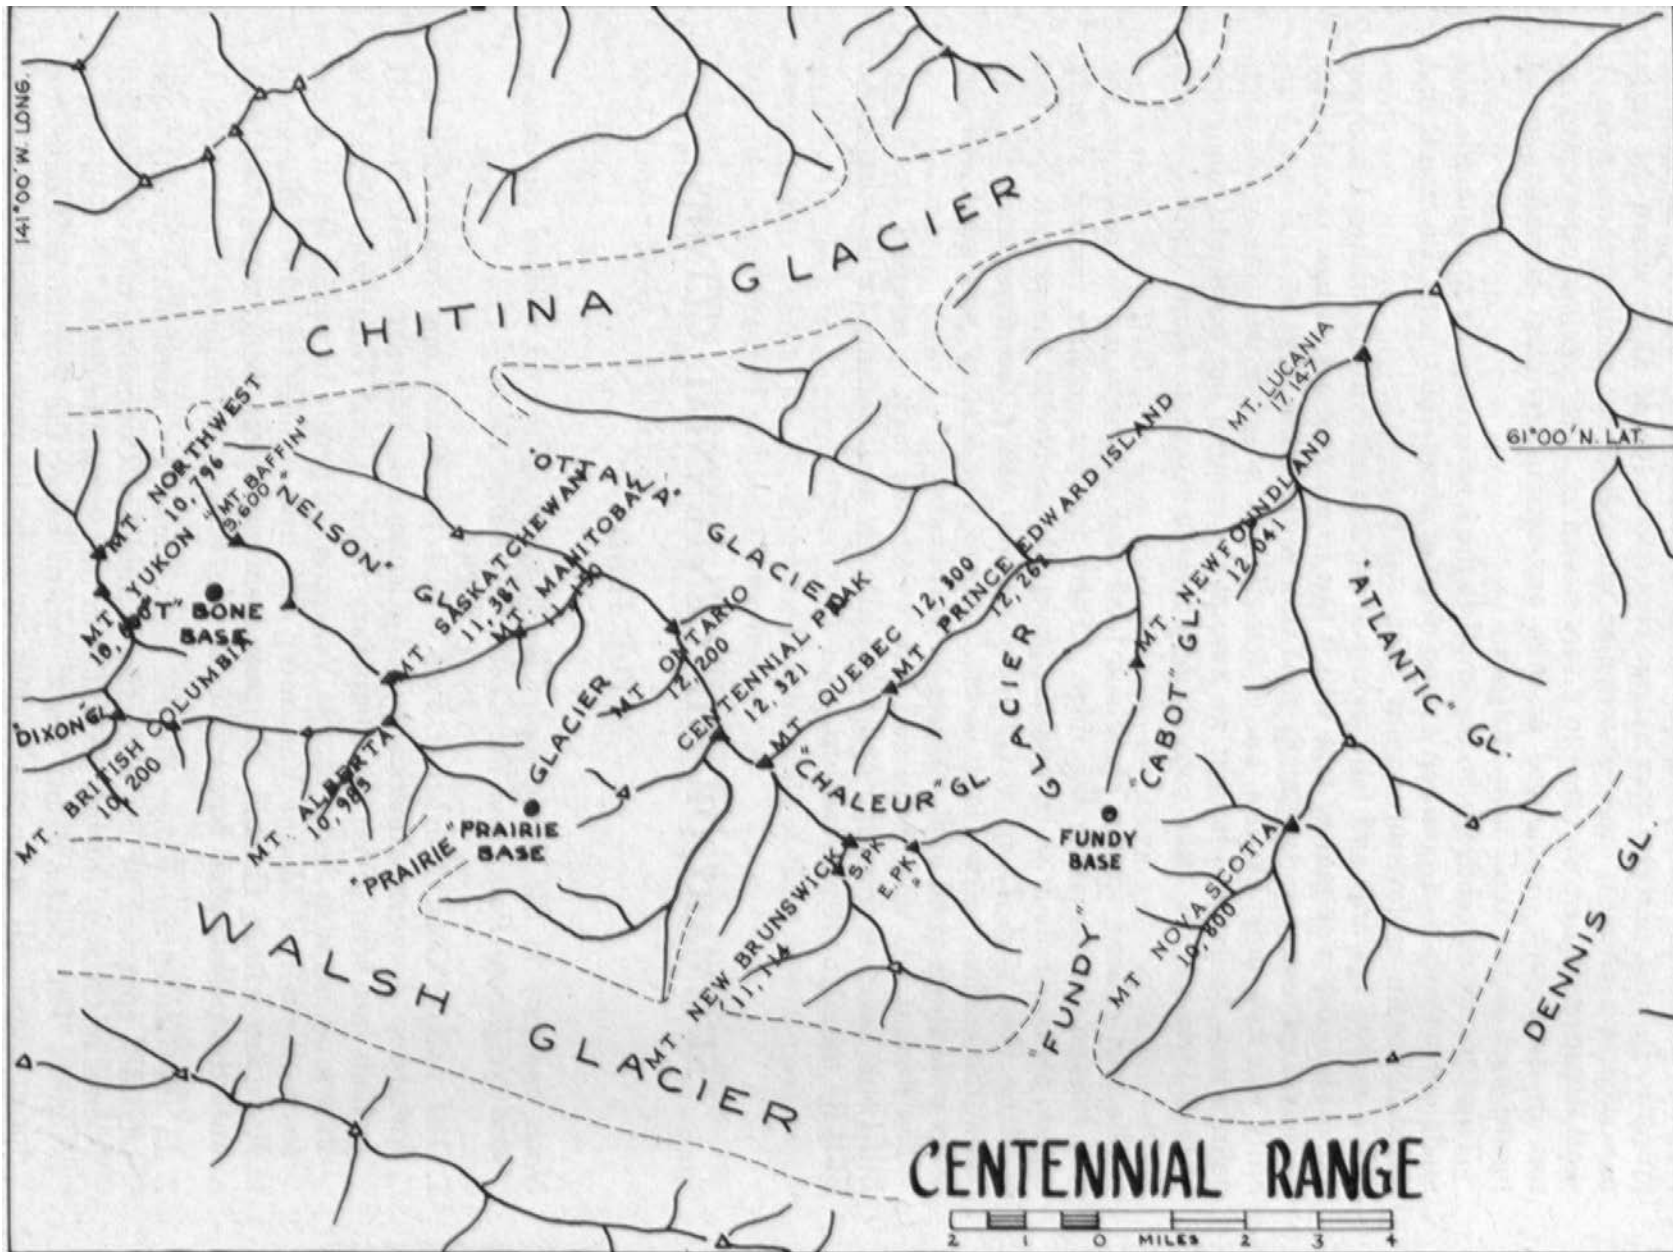 141°00' W. LONG.
CHITINA GLACIER
MT. LUCANIA
17,147
61°00' N. LAT.
MT. NORTHWEST
10,796
"MT. BAFFIN"
9,600
MT. YUKON
"T" BONE
BASE
"NELSON" GL.
"OTTAWA"
GLACIER
MT. SASKATCHEWAN
11,387
MT. MANITOBA
MT ONTARIO
12,200
CENTENNIAL PEAK
12,321
MT QUEBEC 12,300
MT PRINCE EDWARD ISLAND
12,262
MT. NEWFOUNDLAND
12,041
"ATLANTIC" GL.
"CABOT" GL.
"DIXON" GL
MT. BRITISH COLUMBIA
10,200
MT. ALBERTA
"PRAIRIE" GLACIER
PRAIRIE
BASE
"CHALEUR" GL.
"FUNDY" GLACIER
FUNDY
BASE
S.PK
E.PK.
MT. NEW BRUNSWICK
MT NOVA SCOTIA
10,800
DENNIS GL.
WALSH GLACIER
CENTENNIAL RANGE
2 1 0 MILES 2 3 4